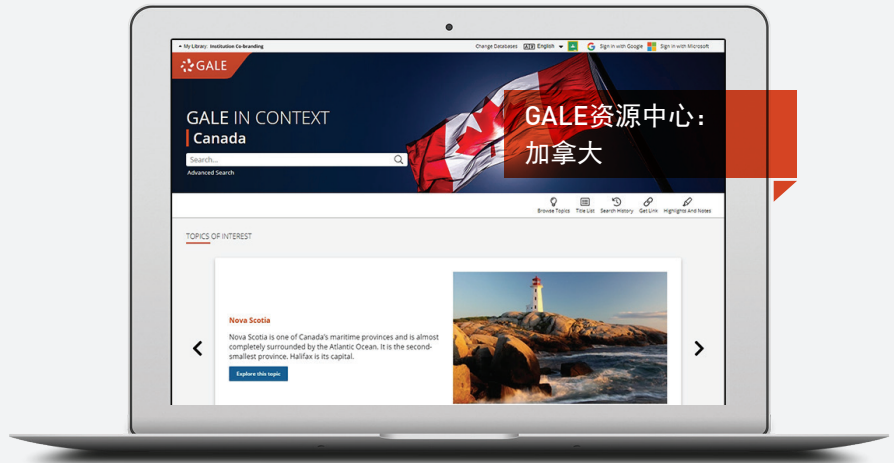 My Library: Institution Co-branding
Change Databases
English
Sign in with Google
Sign in with Microsoft
GALE
GALE IN CONTEXT
Canada
Search...
Advanced Search
GALE资源中心：
加拿大
Browse Topics
Title List
Search History
Get Link
Highlights And Notes
TOPICS OF INTEREST
Nova Scotia
Nova Scotia is one of Canada's maritime provinces and is almost
completely surrounded by the Atlantic Ocean. It is the second-
smallest province. Halifax is its capital.
Explore this topic